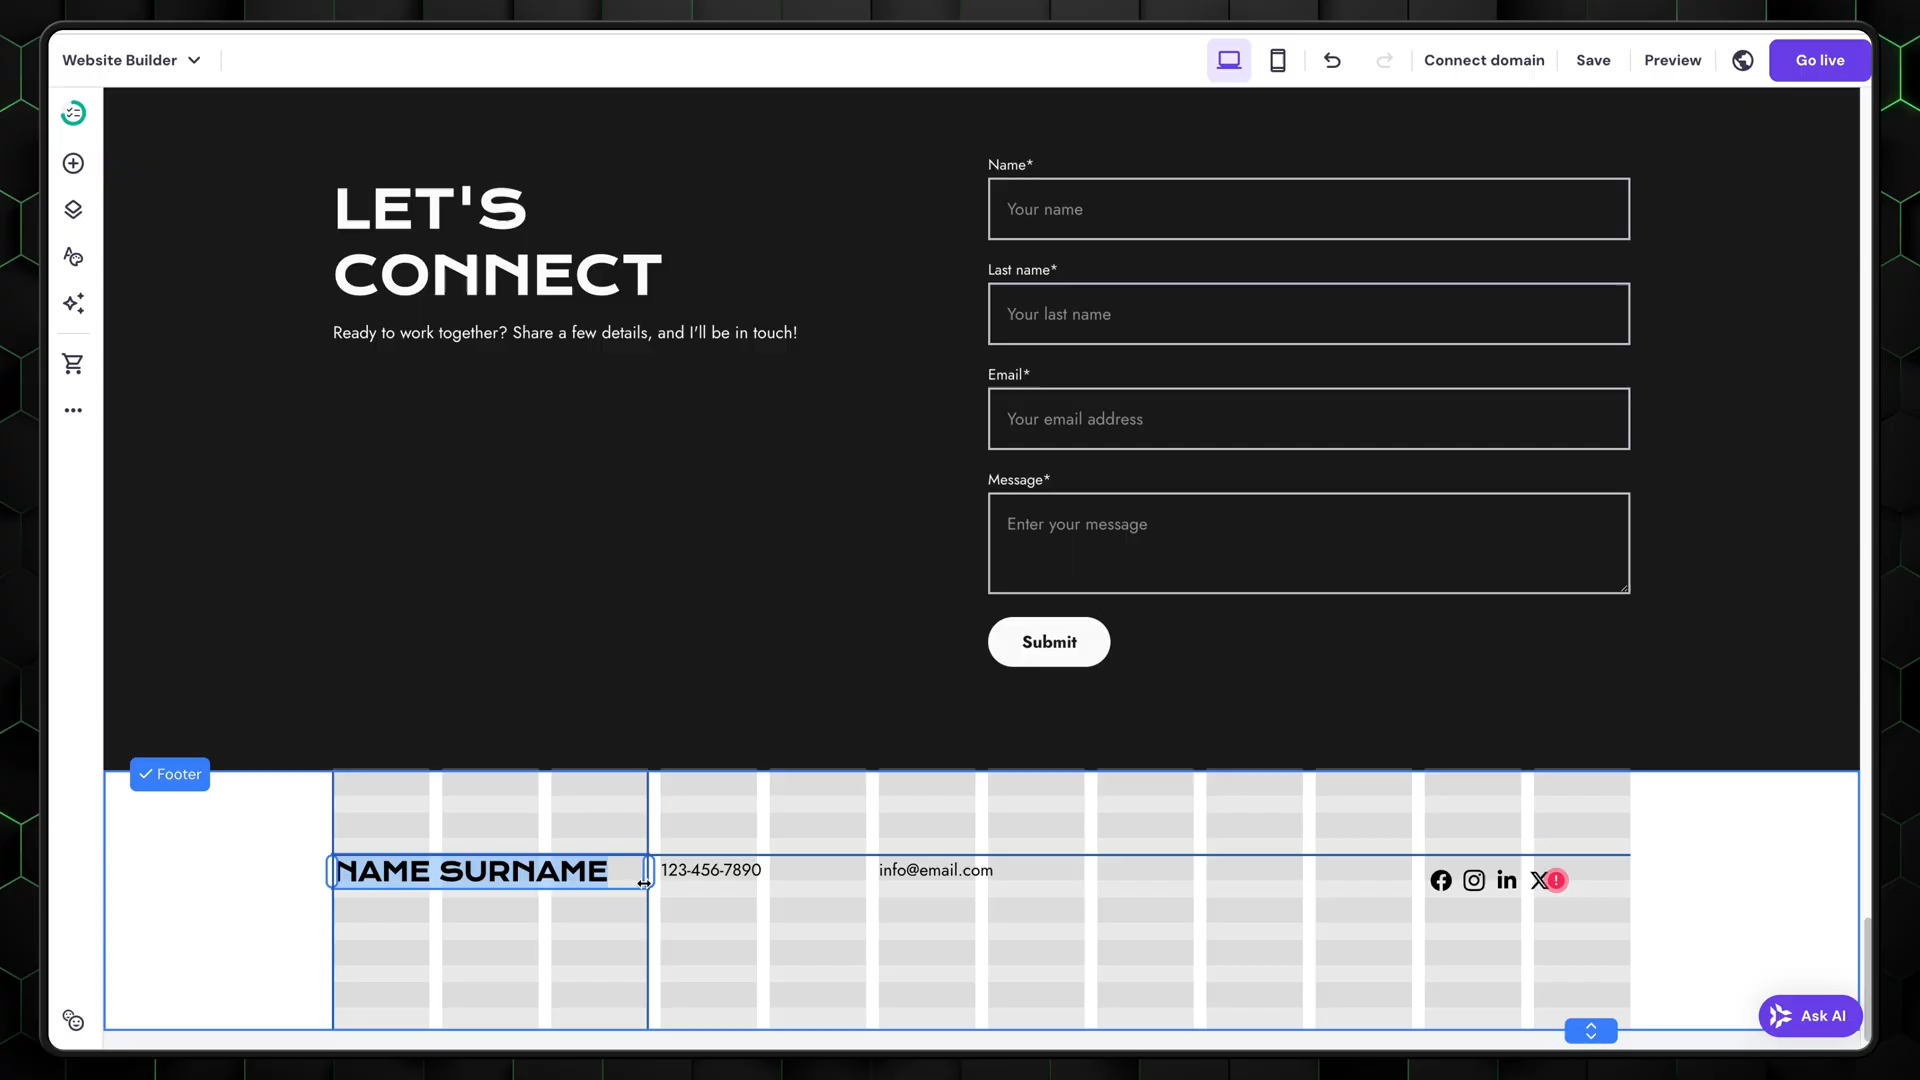 Website Builder
Connect domain
Save
Preview
Go live
LET'S
CONNECT
Ready to work together? Share a few details, and I'll be in touch!
Name*
Your name
Last name*
Your last name
Email*
Your email address
Message*
Enter your message
Submit
Footer
NAME SURNAME
123-456-7890
info@email.com
Ask AI